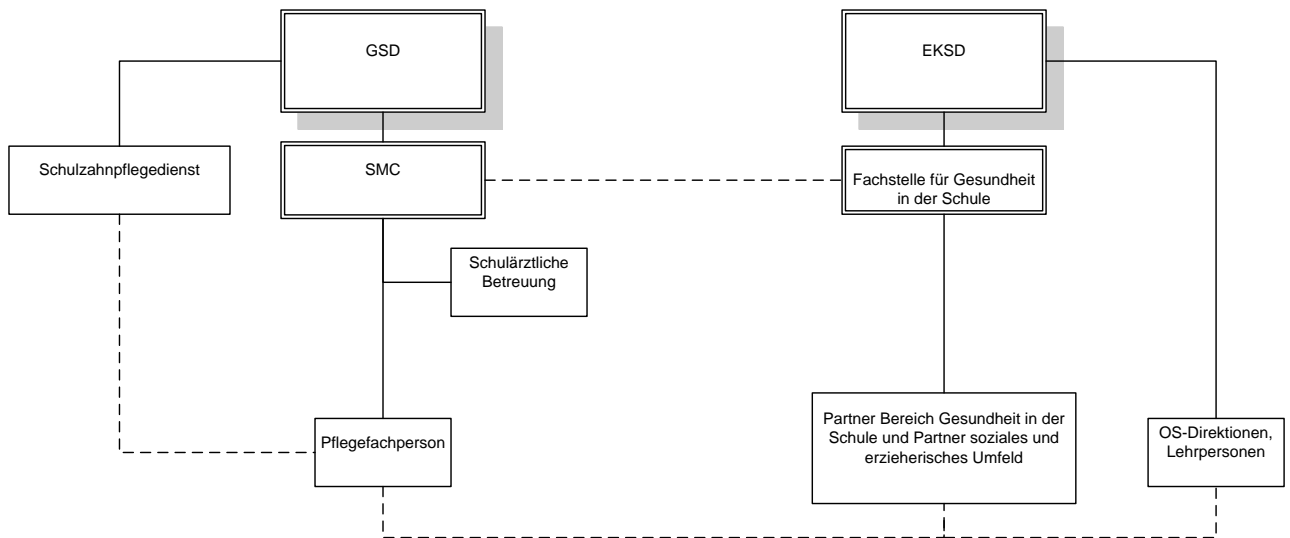 GSD
EKSD
Schulzahnpflegedienst
SMC
Fachstelle für Gesundheit
in der Schule
Schulärztliche
Betreuung
Pflegefachperson
Partner Bereich Gesundheit in der
Schule und Partner soziales und
erzieherisches Umfeld
OS-Direktionen,
Lehrpersonen